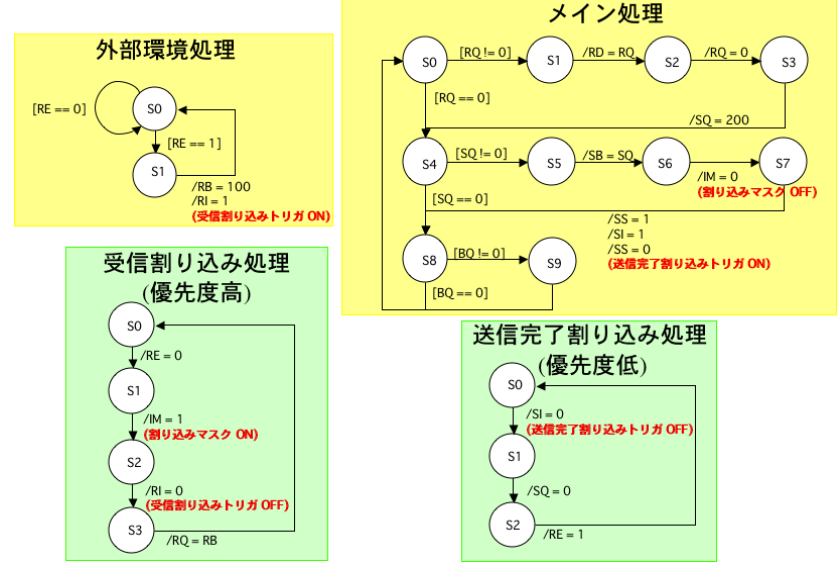 外部環境処理
S0
[RE == 0]
[RE == 1]
S1
/RB = 100
/RI = 1
(受信割り込みトリガ ON)
メイン処理
S0
[RQ != 0]
S1
/RD = RQ
S2
/RQ = 0
S3
[RQ == 0]
/SQ = 200
S4
[SQ != 0]
S5
/SB = SQ
S6
/IM = 0
(割り込みマスク OFF)
S7
[SQ == 0]
/SS = 1
/SI = 1
/SS = 0
(送信完了割り込みトリガ ON)
S8
[BQ != 0]
S9
[BQ == 0]
受信割り込み処理
(優先度高)
S0
/RE = 0
S1
/IM = 1
(割り込みマスク ON)
S2
/RI = 0
(受信割り込みトリガ OFF)
S3
/RQ = RB
送信完了割り込み処理
(優先度低)
S0
/SI = 0
(送信完了割り込みトリガ OFF)
S1
/SQ = 0
S2
/RE = 1